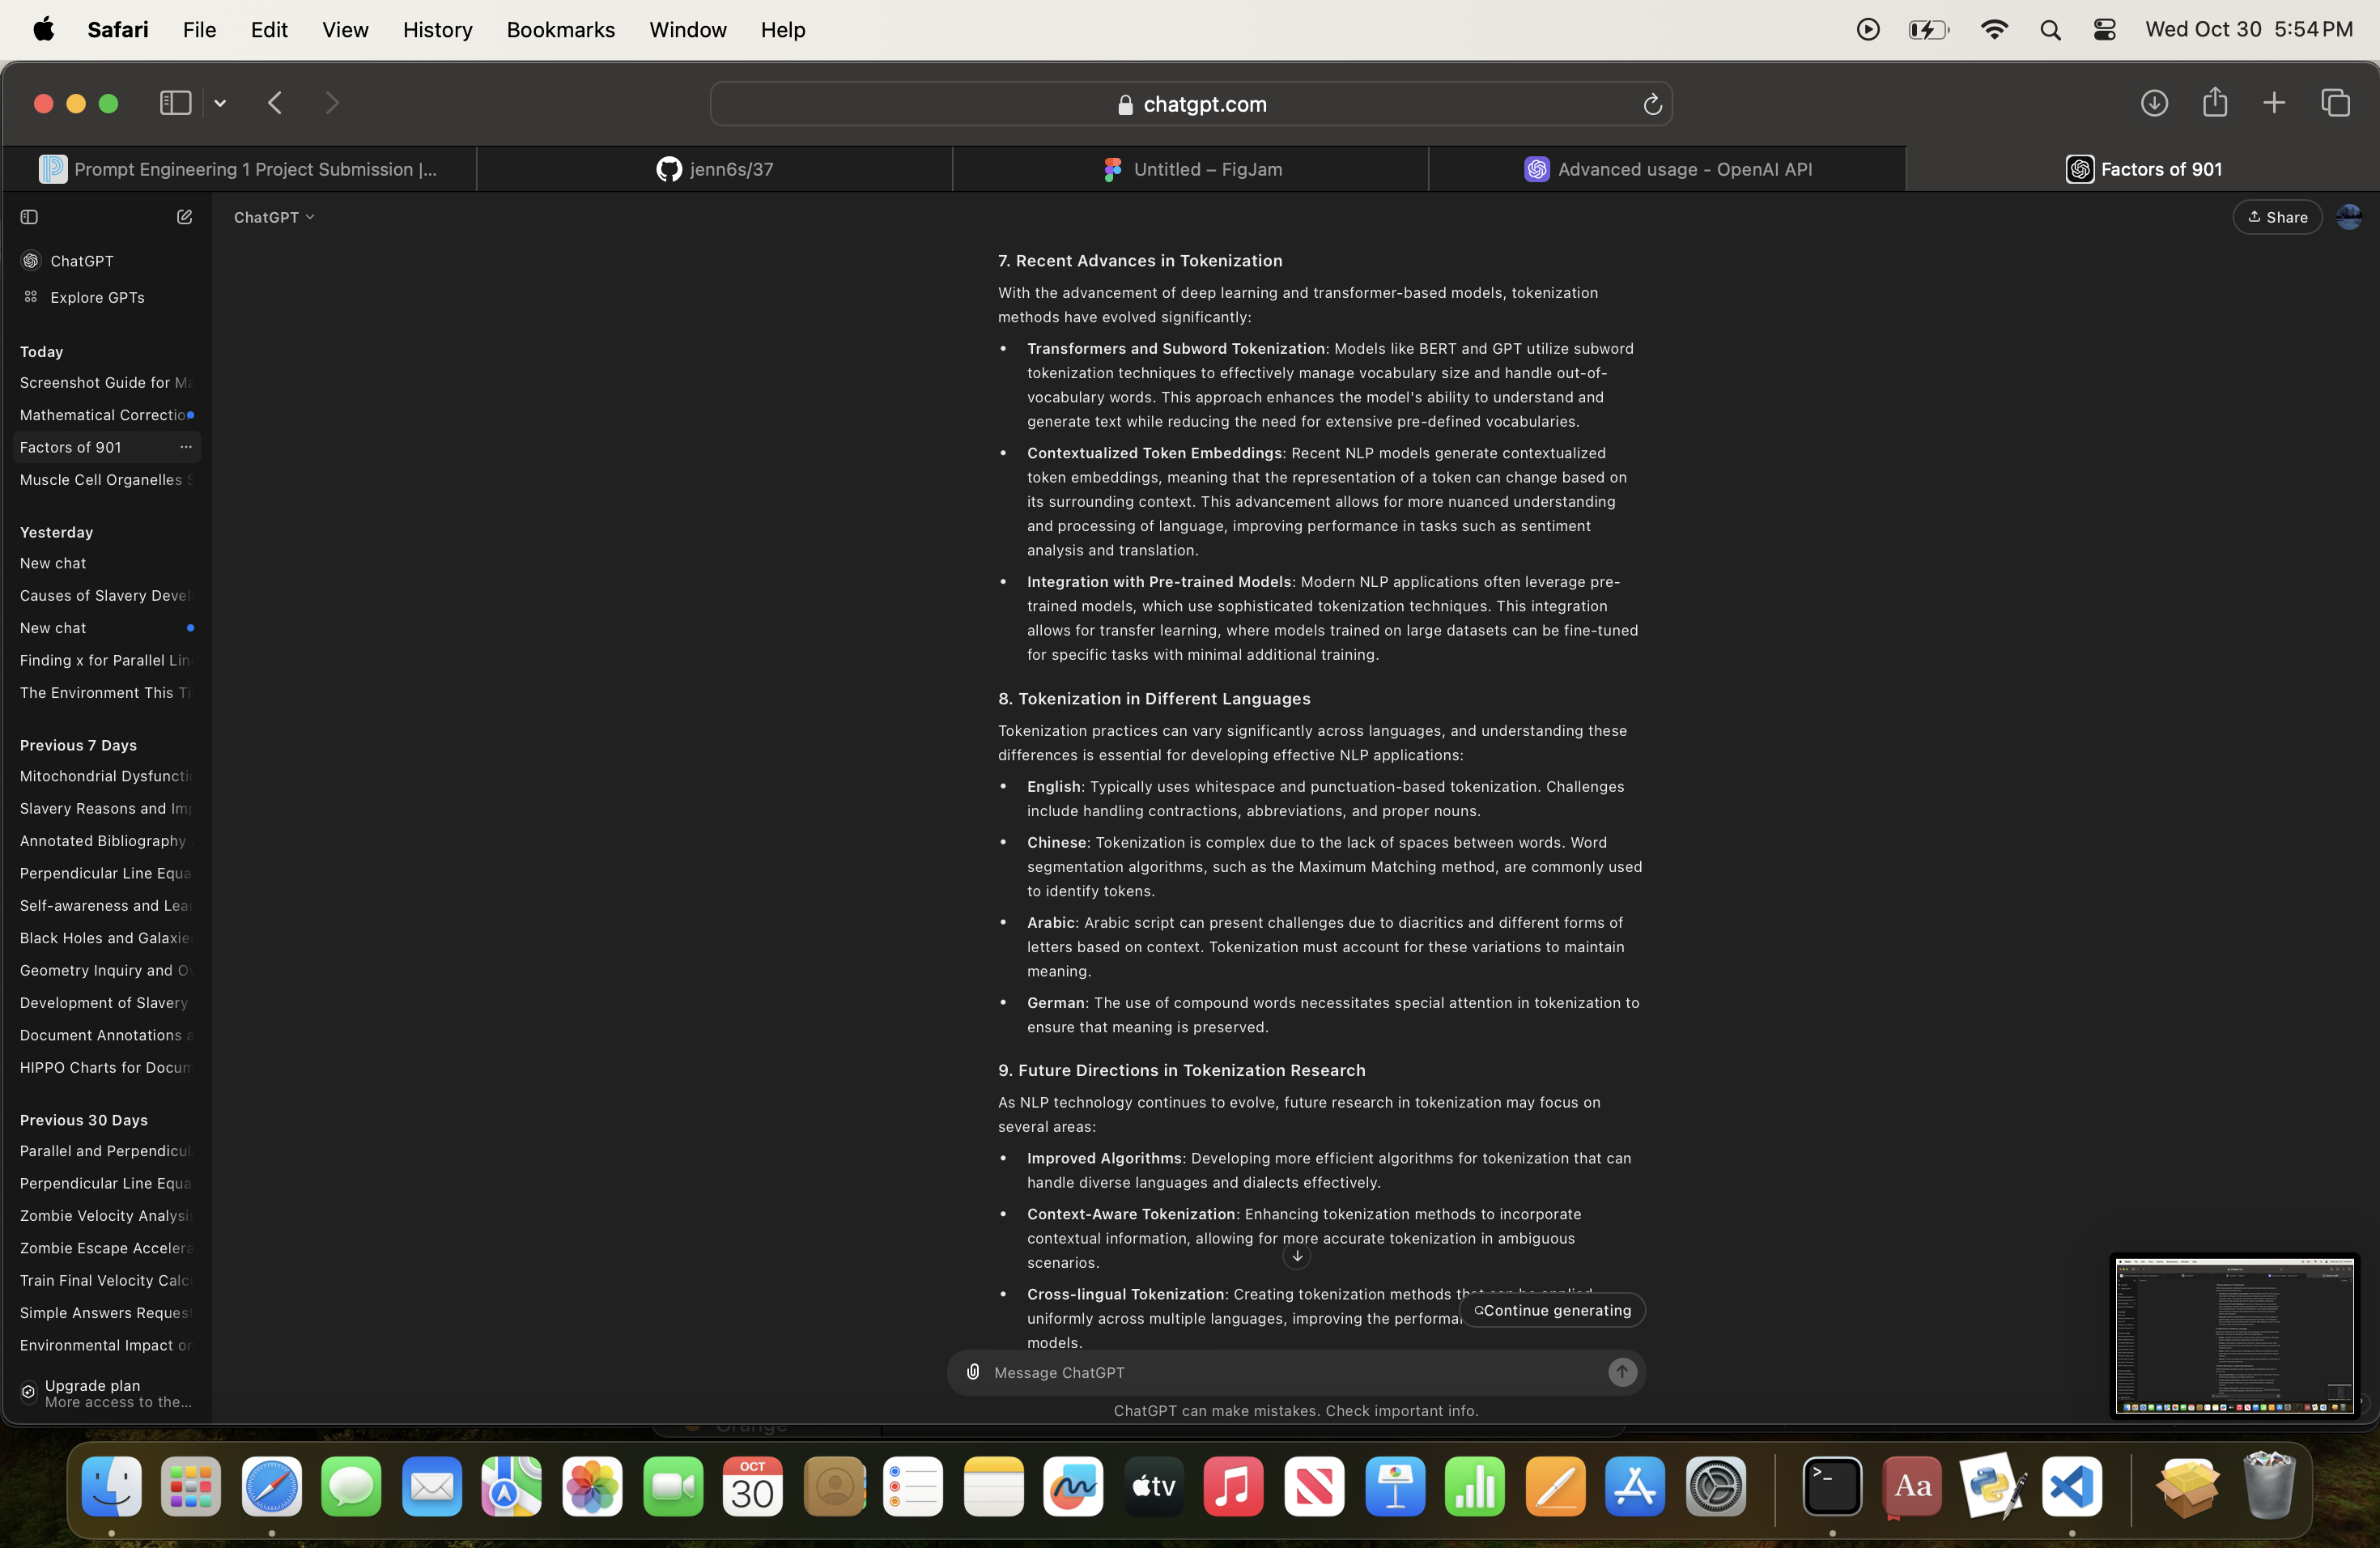 Safari File Edit View History Bookmarks Window Help Wed Oct 30 5:54 PM
chatgpt.com
Prompt Engineering 1 Project Submission |... jenn6s/37 Untitled – FigJam Advanced usage - OpenAI API Factors of 901
ChatGPT
Share
ChatGPT
Explore GPTs
Today
Screenshot Guide for Ma
Mathematical Correctio
Factors of 901
Muscle Cell Organelles S
Yesterday
New chat
Causes of Slavery Devel
New chat
Finding x for Parallel Lin
The Environment This Ti
Previous 7 Days
Mitochondrial Dysfuncti
Slavery Reasons and Imp
Annotated Bibliography
Perpendicular Line Equa
Self-awareness and Lear
Black Holes and Galaxie
Geometry Inquiry and Ov
Development of Slavery
Document Annotations a
HIPPO Charts for Docum
Previous 30 Days
Parallel and Perpendicul
Perpendicular Line Equa
Zombie Velocity Analysi
Zombie Escape Accelera
Train Final Velocity Calcu
Simple Answers Request
Environmental Impact on
Upgrade plan
More access to the...
7. Recent Advances in Tokenization
With the advancement of deep learning and transformer-based models, tokenization
methods have evolved significantly:
• Transformers and Subword Tokenization: Models like BERT and GPT utilize subword
tokenization techniques to effectively manage vocabulary size and handle out-of-
vocabulary words. This approach enhances the model's ability to understand and
generate text while reducing the need for extensive pre-defined vocabularies.
• Contextualized Token Embeddings: Recent NLP models generate contextualized
token embeddings, meaning that the representation of a token can change based on
its surrounding context. This advancement allows for more nuanced understanding
and processing of language, improving performance in tasks such as sentiment
analysis and translation.
• Integration with Pre-trained Models: Modern NLP applications often leverage pre-
trained models, which use sophisticated tokenization techniques. This integration
allows for transfer learning, where models trained on large datasets can be fine-tuned
for specific tasks with minimal additional training.
8. Tokenization in Different Languages
Tokenization practices can vary significantly across languages, and understanding these
differences is essential for developing effective NLP applications:
• English: Typically uses whitespace and punctuation-based tokenization. Challenges
include handling contractions, abbreviations, and proper nouns.
• Chinese: Tokenization is complex due to the lack of spaces between words. Word
segmentation algorithms, such as the Maximum Matching method, are commonly used
to identify tokens.
• Arabic: Arabic script can present challenges due to diacritics and different forms of
letters based on context. Tokenization must account for these variations to maintain
meaning.
• German: The use of compound words necessitates special attention in tokenization to
ensure that meaning is preserved.
9. Future Directions in Tokenization Research
As NLP technology continues to evolve, future research in tokenization may focus on
several areas:
• Improved Algorithms: Developing more efficient algorithms for tokenization that can
handle diverse languages and dialects effectively.
• Context-Aware Tokenization: Enhancing tokenization methods to incorporate
contextual information, allowing for more accurate tokenization in ambiguous
scenarios.
• Cross-lingual Tokenization: Creating tokenization methods that can be applied
uniformly across multiple languages, improving the performa
models.
Continue generating
Message ChatGPT
ChatGPT can make mistakes. Check important info.
Orange
OCT
30
tv
Aa